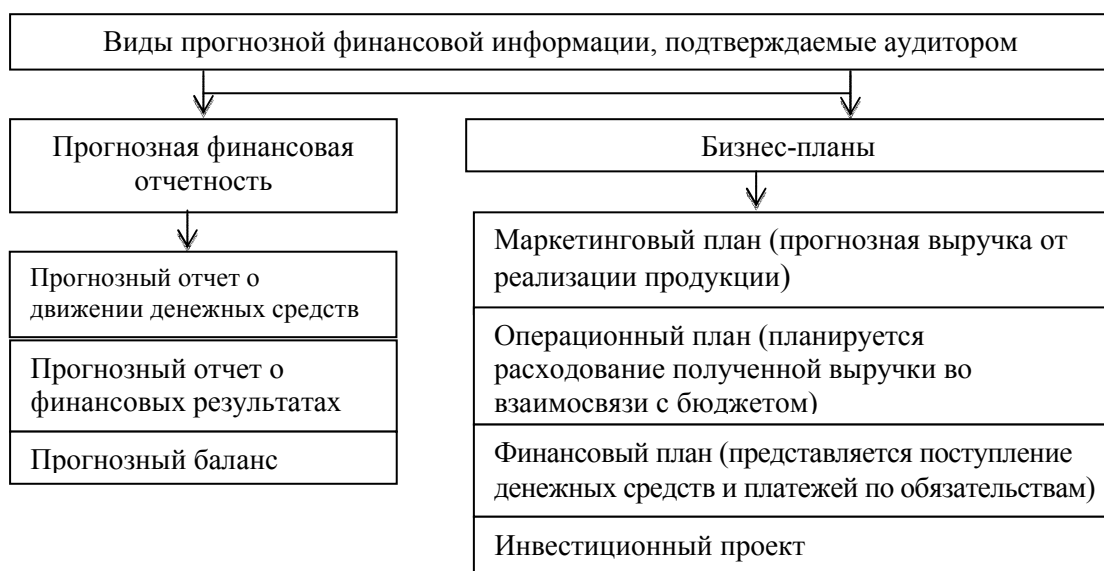 Виды прогнозной финансовой информации, подтверждаемые аудитором
Прогнозная финансовая
отчетность
Прогнозный отчет о
движении денежных средств
Прогнозный отчет о
финансовых результатах
Прогнозный баланс
Бизнес-планы
Маркетинговый план (прогнозная выручка от
реализации продукции)
Операционный план (планируется
расходование полученной выручки во
взаимосвязи с бюджетом)
Финансовый план (представляется поступление
денежных средств и платежей по обязательствам)
Инвестиционный проект